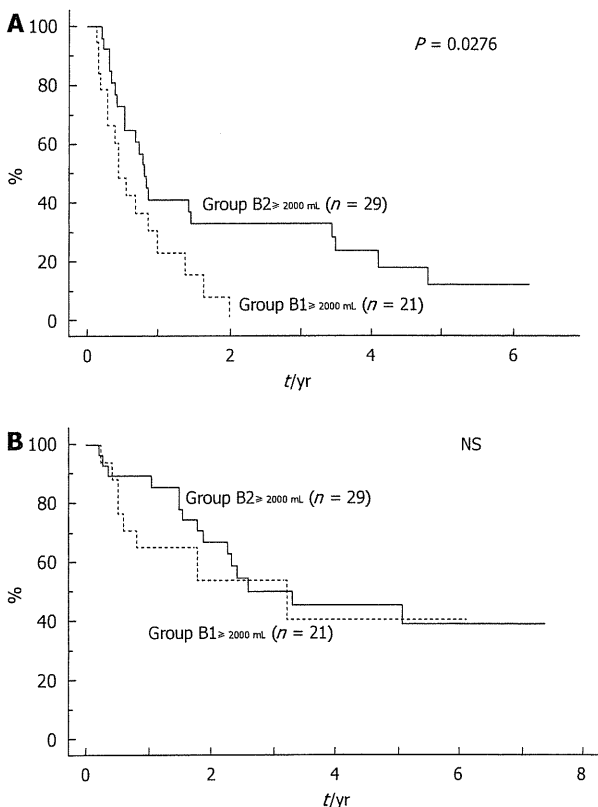 A
P = 0.0276
100
80
60
40
20
0
%
Group B2≥ 2000 mL (n = 29)
Group B1≥ 2000 mL (n = 21)
0 2 4 6
t/yr
B
NS
100
80
60
40
20
0
%
Group B2≥ 2000 mL (n = 29)
Group B1≥ 2000 mL (n = 21)
0 2 4 6 8
t/yr